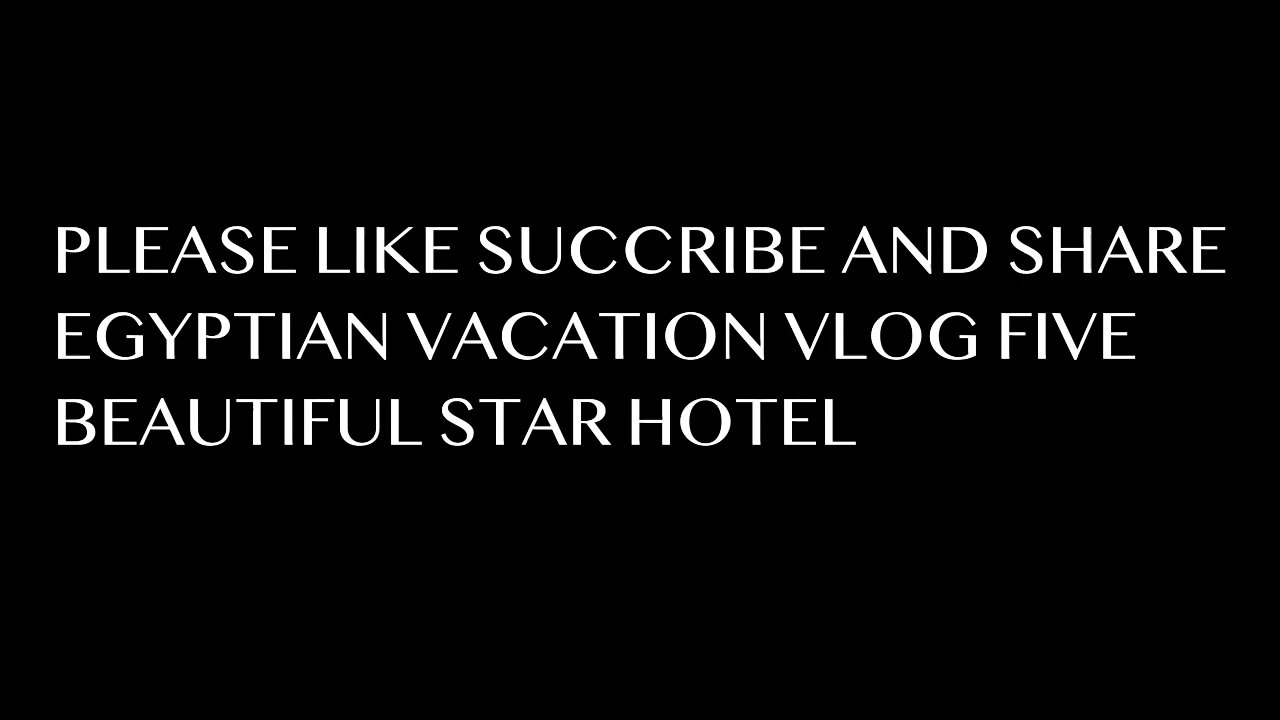 PLEASE LIKE SUCCRIBE AND SHARE
EGYPTIAN VACATION VLOG FIVE
BEAUTIFUL STAR HOTEL